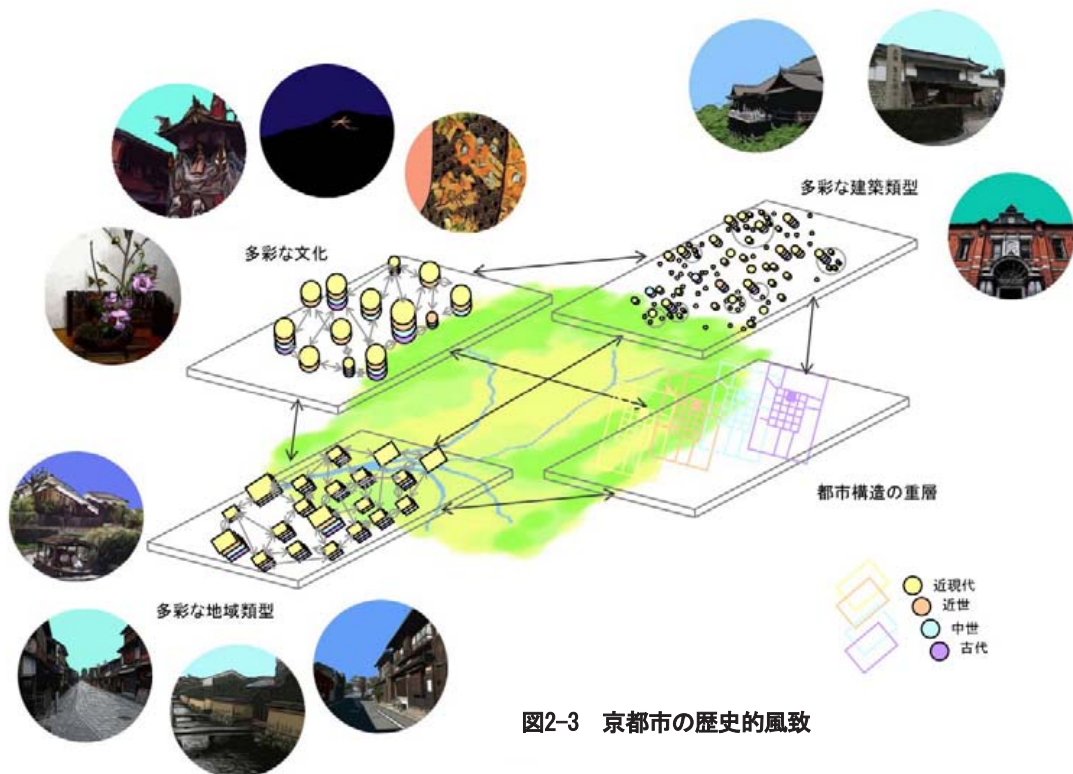 多彩な建築類型
多彩な文化
都市構造の重層
近現代
近世
中世
古代
多彩な地域類型
図2-3 京都市の歴史的風致